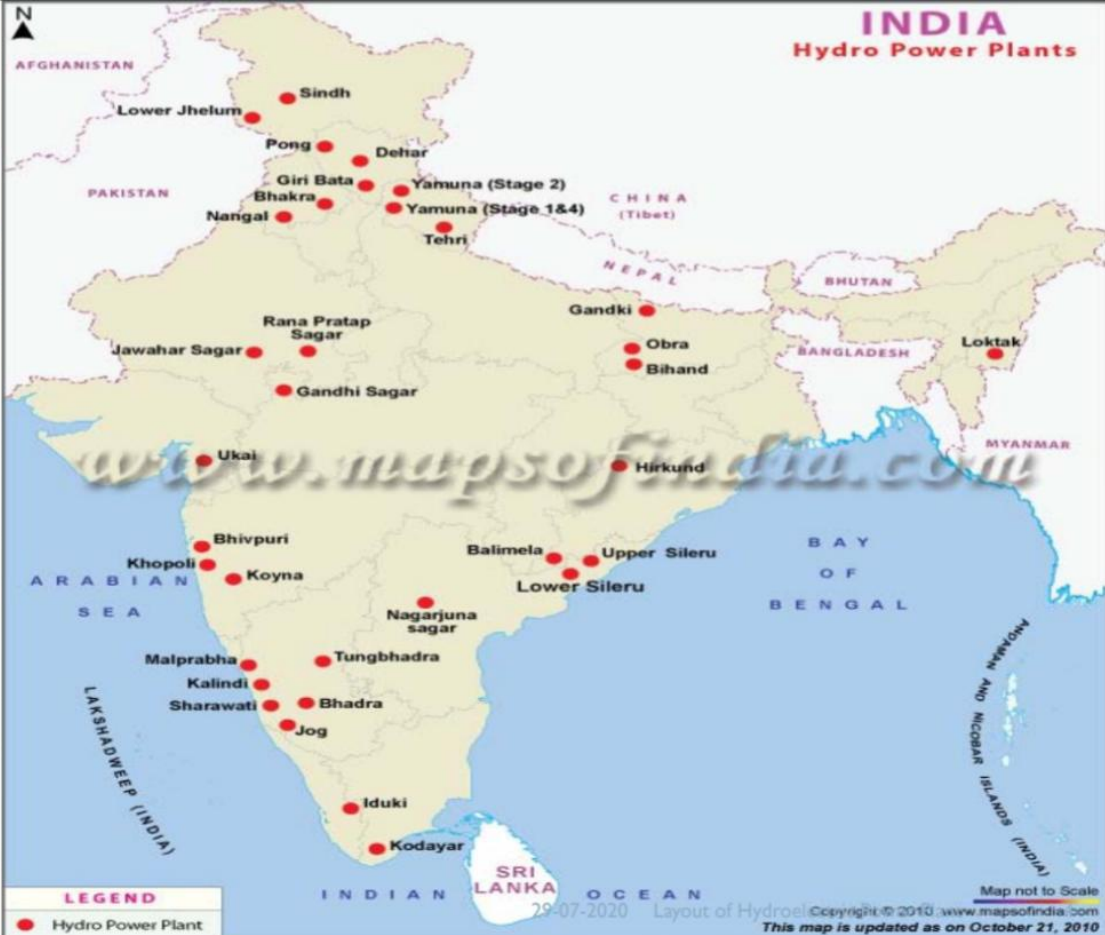 N
INDIA
Hydro Power Plants
AFGHANISTAN
Sindh
Lower Jhelum
Pong
Dehar
Giri Bata
Yamuna (Stage 2)
PAKISTAN
Bhakra
CHINA
(Tibet)
Nangal
Yamuna (Stage 1&4)
Tehri
NEPAL
BHUTAN
Gandki
Rana Pratap
Sagar
Jawahar Sagar
Obra
BANGLADESH
Loktak
Bihand
Gandhi Sagar
MYANMAR
Ukai
www.mapsofindia.com
Hirkund
Bhivpuri
Khopoli
Koyna
Balimela
Upper Sileru
Lower Sileru
BAY
OF
BENGAL
ARABIAN
SEA
Nagarjuna
sagar
Malprabha
Tungbhadra
Kalindi
Sharawati
Bhadra
Jog
LAKSHADWEEP (INDIA)
ANDAMAN AND NICOBAR ISLANDS (INDIA)
Iduki
Kodayar
SRI
LANKA
INDIAN OCEAN
LEGEND
Hydro Power Plant
Map not to Scale
29-07-2020 Layout of
Copyright © 2010 www.mapsofindia.com
This map is updated as on October 21, 2010